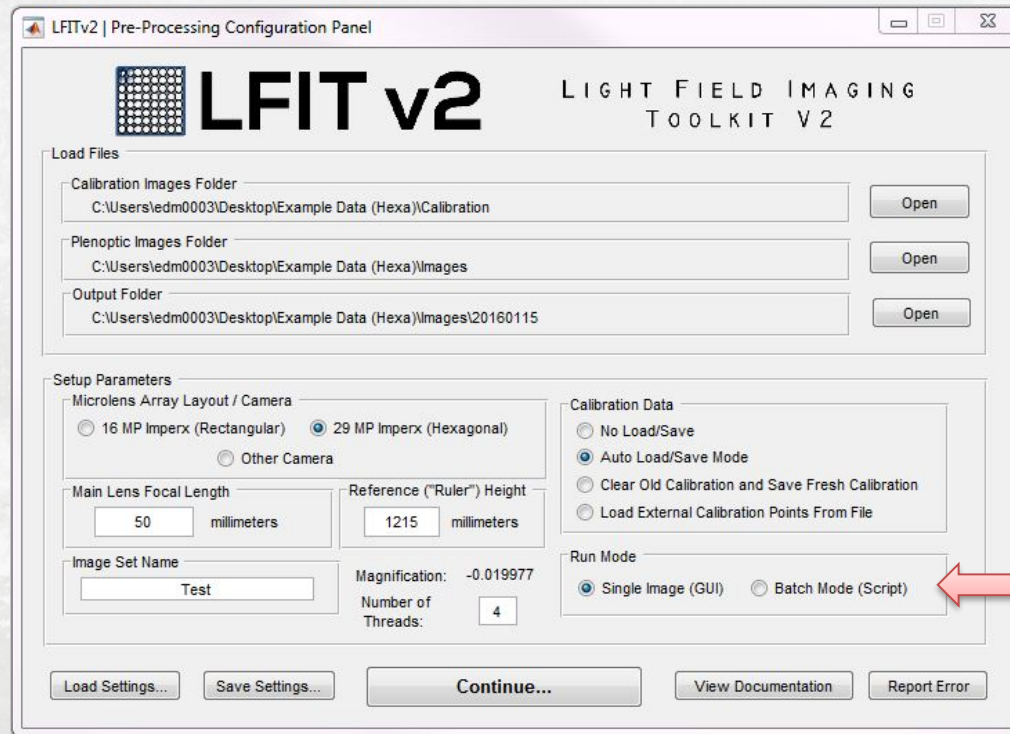 LFITv2 | Pre-Processing Configuration Panel
LFIT v2
LIGHT FIELD IMAGING
TOOLKIT V2
Load Files
Calibration Images Folder
C:\Users\edm0003\Desktop\Example Data (Hexa)\Calibration
Open
Plenoptic Images Folder
C:\Users\edm0003\Desktop\Example Data (Hexa)\Images
Open
Output Folder
C:\Users\edm0003\Desktop\Example Data (Hexa)\Images\20160115
Open
Setup Parameters
Microlens Array Layout / Camera
16 MP Imperx (Rectangular) 29 MP Imperx (Hexagonal)
Other Camera
Main Lens Focal Length
50 millimeters
Reference ("Ruler") Height
1215 millimeters
Image Set Name
Test
Magnification: -0.019977
Number of
Threads: 4
Calibration Data
No Load/Save
Auto Load/Save Mode
Clear Old Calibration and Save Fresh Calibration
Load External Calibration Points From File
Run Mode
Single Image (GUI) Batch Mode (Script)
Load Settings... Save Settings... Continue... View Documentation Report Error